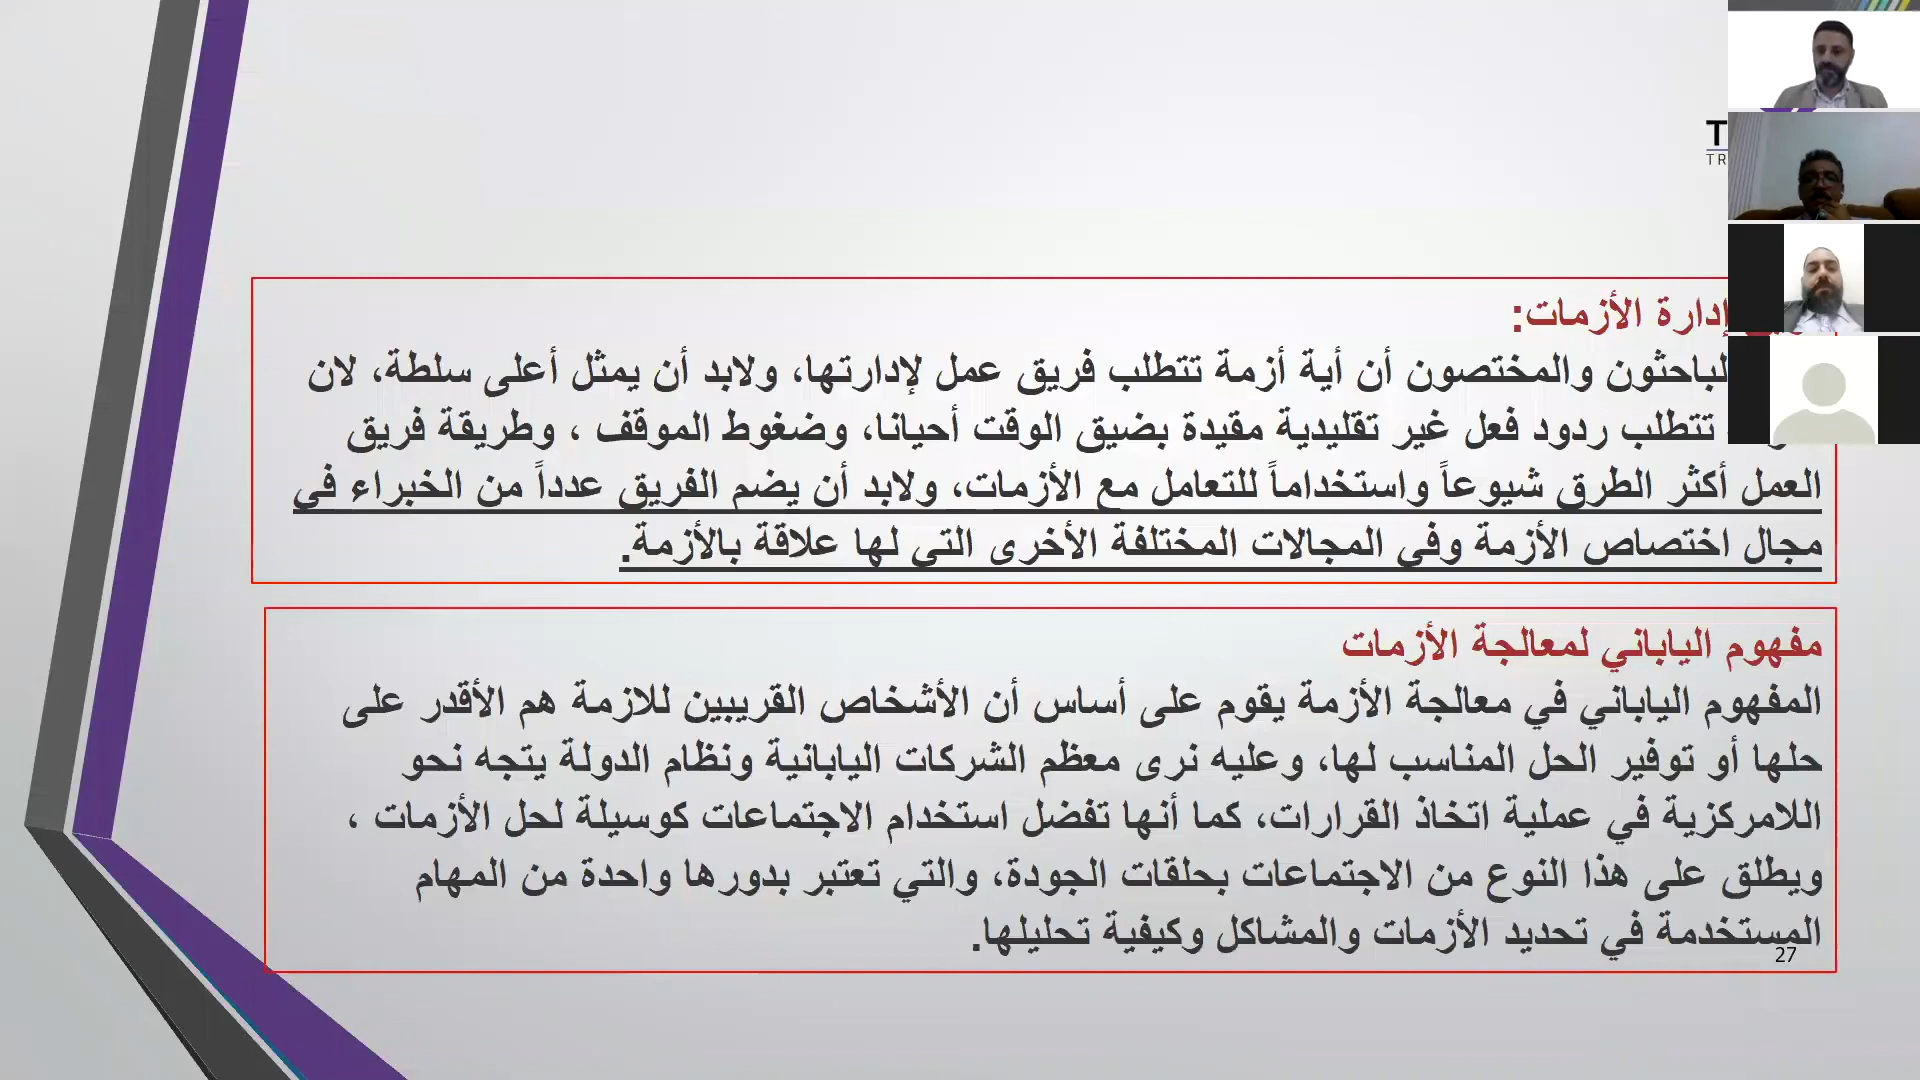 T
TR
إدارة الأزمات:
الباحثون والمختصون أن أية أزمة تتطلب فريق عمل لإدارتها، ولابد أن يمثل أعلى سلطة، لان
تتطلب ردود فعل غير تقليدية مقيدة بضيق الوقت أحيانا، وضغوط الموقف ، وطريقة فريق
العمل أكثر الطرق شيوعاً واستخداماً للتعامل مع الأزمات، ولابد أن يضم الفريق عدداً من الخبراء في
مجال اختصاص الأزمة وفي المجالات المختلفة الأخرى التي لها علاقة بالأزمة.
مفهوم الياباني لمعالجة الأزمات
المفهوم الياباني في معالجة الأزمة يقوم على أساس أن الأشخاص القريبين للازمة هم الأقدر على
حلها أو توفير الحل المناسب لها، وعليه نرى معظم الشركات اليابانية ونظام الدولة يتجه نحو
اللامركزية في عملية اتخاذ القرارات، كما أنها تفضل استخدام الاجتماعات كوسيلة لحل الأزمات ،
ويطلق على هذا النوع من الاجتماعات بحلقات الجودة، والتي تعتبر بدورها واحدة من المهام
المستخدمة في تحديد الأزمات والمشاكل وكيفية تحليلها.
27